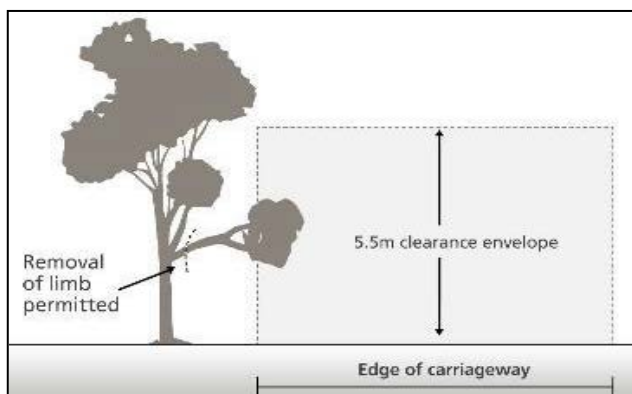 5.5m clearance envelope
Removal
of limb
permitted
Edge of carriageway